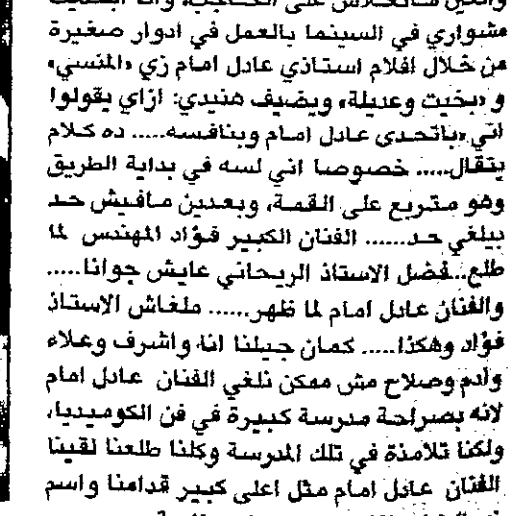 مشواري في السينما بالعمل في ادوار صغيرة
من خلال افلام استاذي عادل امام زي «المنسي»
و «بخيت وعديلة» ويضيف هنيدي: ازاي يقولوا
اني «باتحدى عادل امام وبنافسه..... ده كلام
يتقال..... خصوصا اني لسه في بداية الطريق
وهو متربع على القمة، وبعدين مافيش حد
بيلغي حد...... الفنان الكبير فؤاد المهندس لما
طلع..فضل الاستاذ الريحاني عايش جوانا.....
والفنان عادل امام لما ظهر...... ملغاش الاستاذ
فؤاد وهكذا..... كمان جيلنا انا واشرف وعلاء
وآدم وصلاح مش ممكن نلغي الفنان عادل امام
لانه بصراحة مدرسة كبيرة في فن الكوميديا،
ولكنا تلامذة في تلك المدرسة وكلنا طلعنا لقينا
الفنان عادل امام مثل اعلى كبير قدامنا واسم